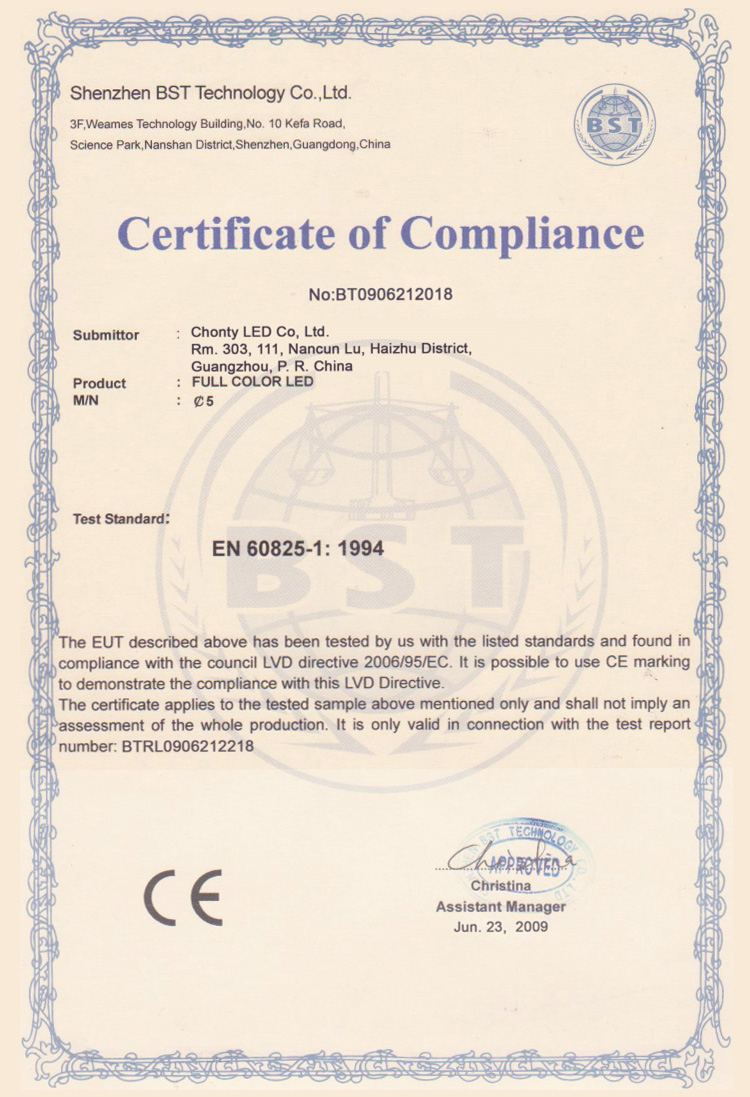 Shenzhen BST Technology Co.,Ltd.
3F,Weames Technology Building,No. 10 Kefa Road,
Science Park,Nanshan District,Shenzhen,Guangdong,China
BST
Certificate of Compliance
No:BT0906212018
Submittor : Chonty LED Co, Ltd.
Rm. 303, 111, Nancun Lu, Haizhu District,
Guangzhou, P. R. China
Product : FULL COLOR LED
M/N : ₡5
Test Standard:
EN 60825-1: 1994
BST
The EUT described above has been tested by us with the listed standards and found in
compliance with the council LVD directive 2006/95/EC. It is possible to use CE marking
to demonstrate the compliance with this LVD Directive.
The certificate applies to the tested sample above mentioned only and shall not imply an
assessment of the whole production. It is only valid in connection with the test report
number: BTRL0906212218
CE
BST TECHNOLOGY CO., LTD
APPROVED
Christina
Christina
Assistant Manager
Jun. 23, 2009